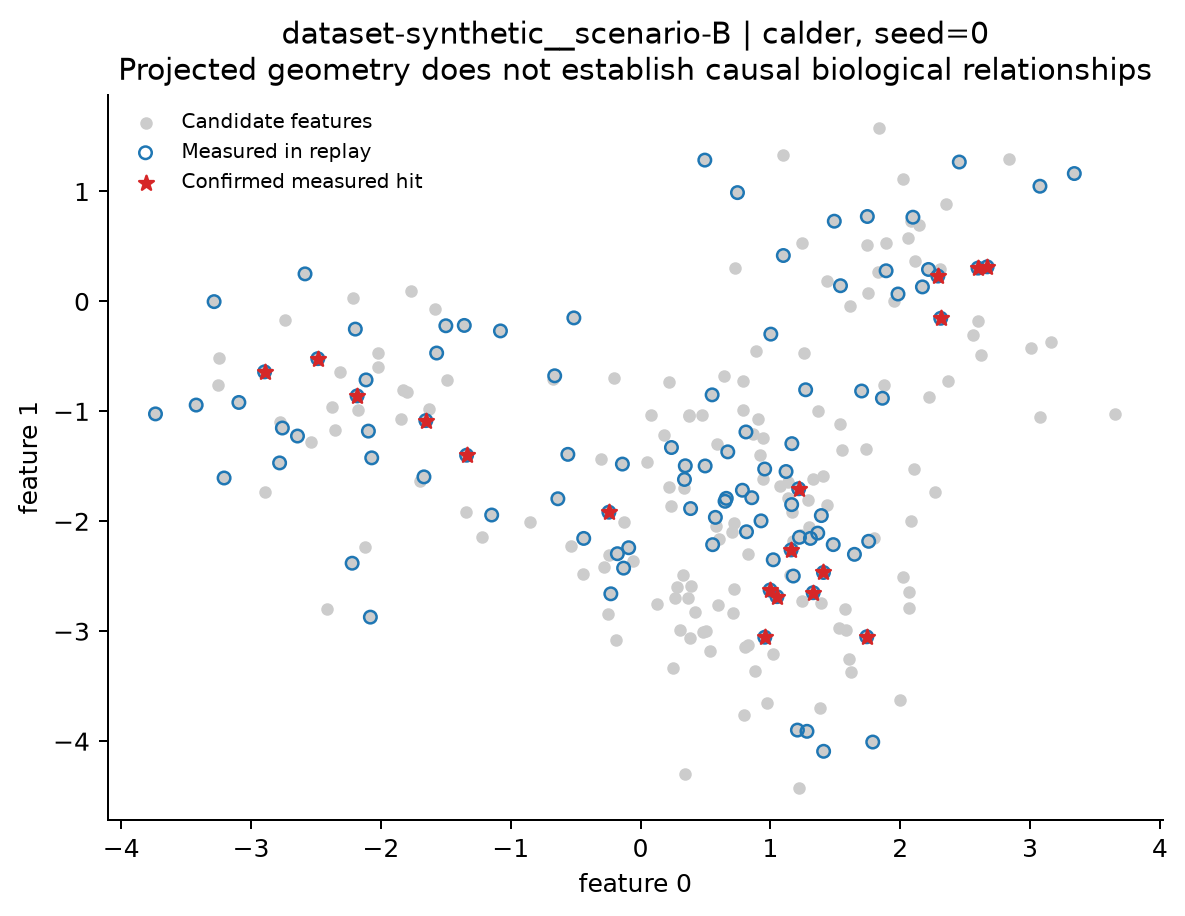 dataset-synthetic__scenario-B | calder, seed=0
Projected geometry does not establish causal biological relationships
Candidate features
Measured in replay
Confirmed measured hit
1
0
−1
−2
−3
−4
feature 1
−4 −3 −2 −1 0 1 2 3 4
feature 0